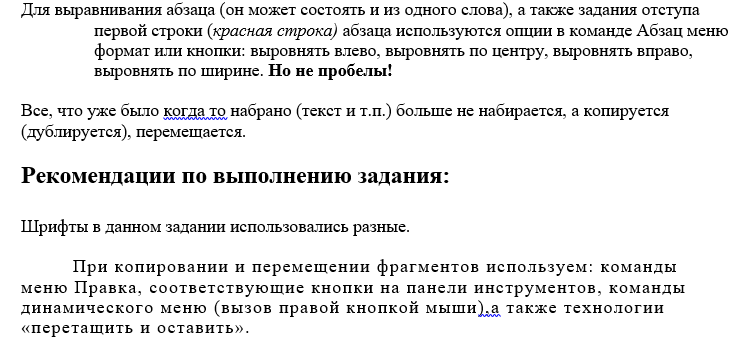 Для выравнивания абзаца (он может состоять и из одного слова), а также задания отступа
первой строки (красная строка) абзаца используются опции в команде Абзац меню
формат или кнопки: выровнять влево, выровнять по центру, выровнять вправо,
выровнять по ширине. Но не пробелы!
Все, что уже было когда то набрано (текст и т.п.) больше не набирается, а копируется
(дублируется), перемещается.
Рекомендации по выполнению задания:
Шрифты в данном задании использовались разные.
При копировании и перемещении фрагментов используем: команды
меню Правка, соответствующие кнопки на панели инструментов, команды
динамического меню (вызов правой кнопкой мыши),а также технологии
«перетащить и оставить».